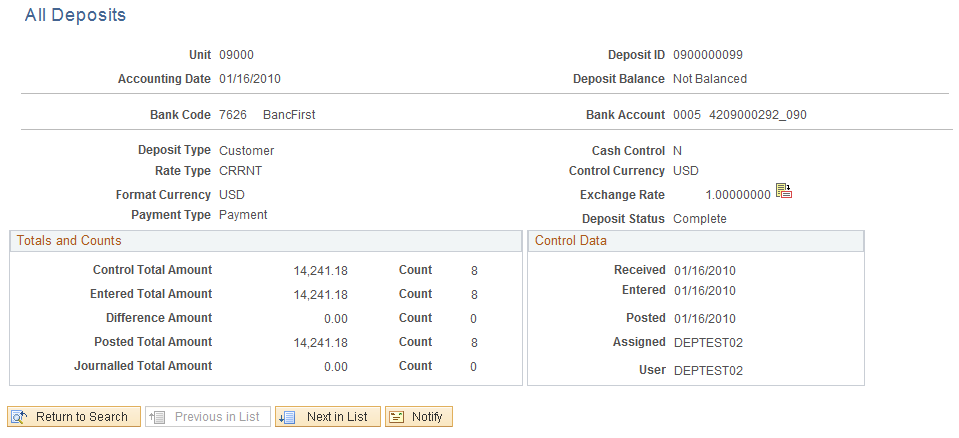 All Deposits
Unit 09000 Deposit ID 0900000099
Accounting Date 01/16/2010 Deposit Balance Not Balanced
Bank Code 7626 BancFirst Bank Account 0005 4209000292_090
Deposit Type Customer Cash Control N
Rate Type CRRNT Control Currency USD
Format Currency USD Exchange Rate 1.00000000
Payment Type Payment Deposit Status Complete
Totals and Counts Control Data
Control Total Amount 14,241.18 Count 8 Received 01/16/2010
Entered Total Amount 14,241.18 Count 8 Entered 01/16/2010
Difference Amount 0.00 Count 0 Posted 01/16/2010
Posted Total Amount 14,241.18 Count 8 Assigned DEPTEST02
Journalled Total Amount 0.00 Count 0 User DEPTEST02
Return to Search Previous in List Next in List Notify